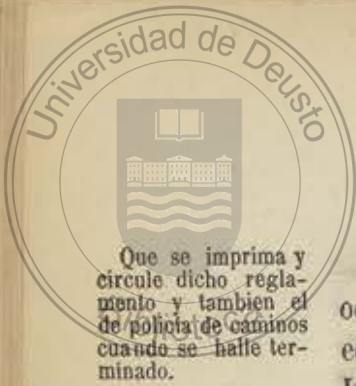 Universidad de Deusto
Que se imprima y
circule dicho regla-
mento y tambien el
de policía de caminos
cuando se halle ter-
minado.